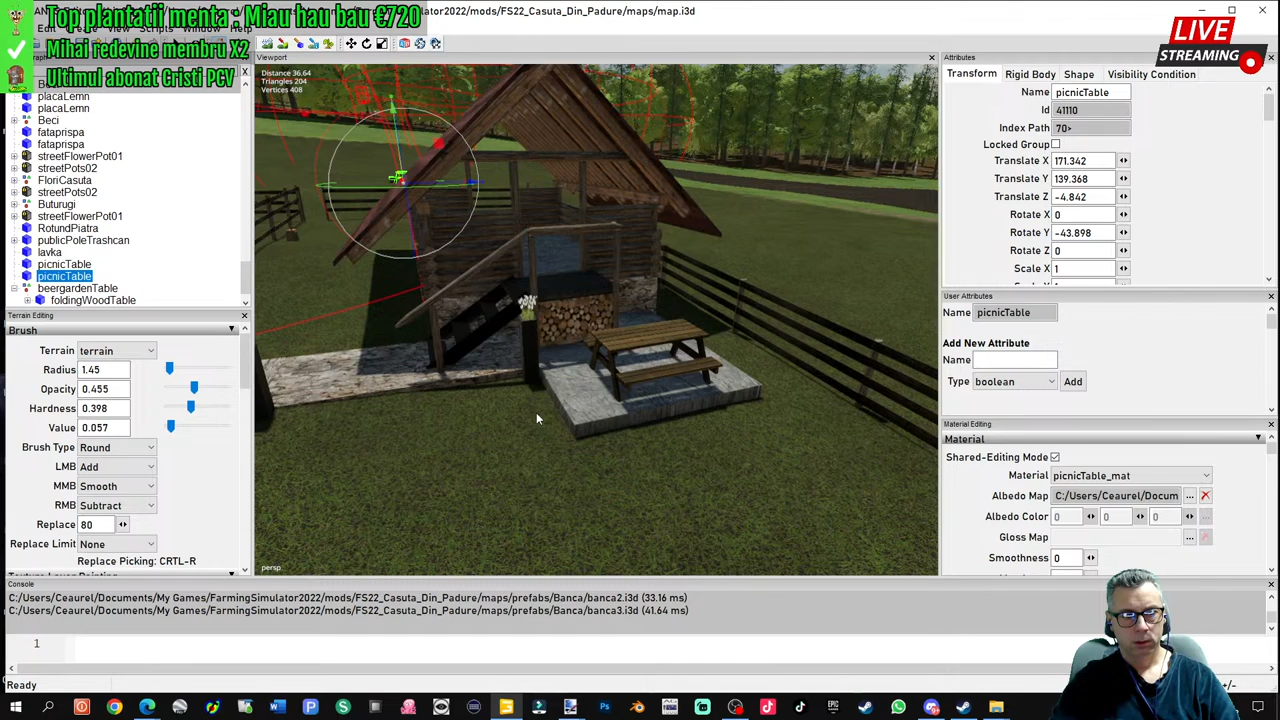 Top plantatii menta : Miau hau bau €720
Mihai redevine membru X2
Ultimul abonat Cristi PCV
Scripts Window
LIVE
STREAMING
Viewport
Distance 36.64
Triangles 204
Vertices 408
persp
placaLemn
placaLemn
Beci
fataprispa
fataprispa
streetFlowerPot01
streetPots02
FloriCasuta
streetPots02
Buturugi
streetFlowerPot01
RotundPiatra
publicPoleTrashcan
lavka
picnicTable
picnicTable
beergardenTable
foldingWoodTable
Terrain Editing
Brush
Terrain terrain
Radius 1.45
Opacity 0.455
Hardness 0.398
Value 0.057
Brush Type Round
LMB Add
MMB Smooth
RMB Subtract
Replace 80
Replace Limit None
Replace Picking: CRTL-R
Attributes
Transform Rigid Body Shape Visibility Condition
Name picnicTable
Id 41110
Index Path 70>
Locked Group
Translate X 171.342
Translate Y 139.368
Translate Z -4.842
Rotate X 0
Rotate Y -43.898
Rotate Z 0
Scale X 1
User Attributes
Name picnicTable
Add New Attribute
Name
Type boolean Add
Material Editing
Material
Shared-Editing Mode
Material picnicTable_mat
Albedo Map C:/Users/Ceaurel/Docum ...
Albedo Color 0 0 0 ...
Gloss Map ...
Smoothness 0
Console
C:/Users/Ceaurel/Documents/My Games/FarmingSimulator2022/mods/FS22_Casuta_Din_Padure/maps/prefabs/Banca/banca2.i3d (33.16 ms)
C:/Users/Ceaurel/Documents/My Games/FarmingSimulator2022/mods/FS22_Casuta_Din_Padure/maps/prefabs/Banca/banca3.i3d (41.64 ms)
1
Ready
+/-